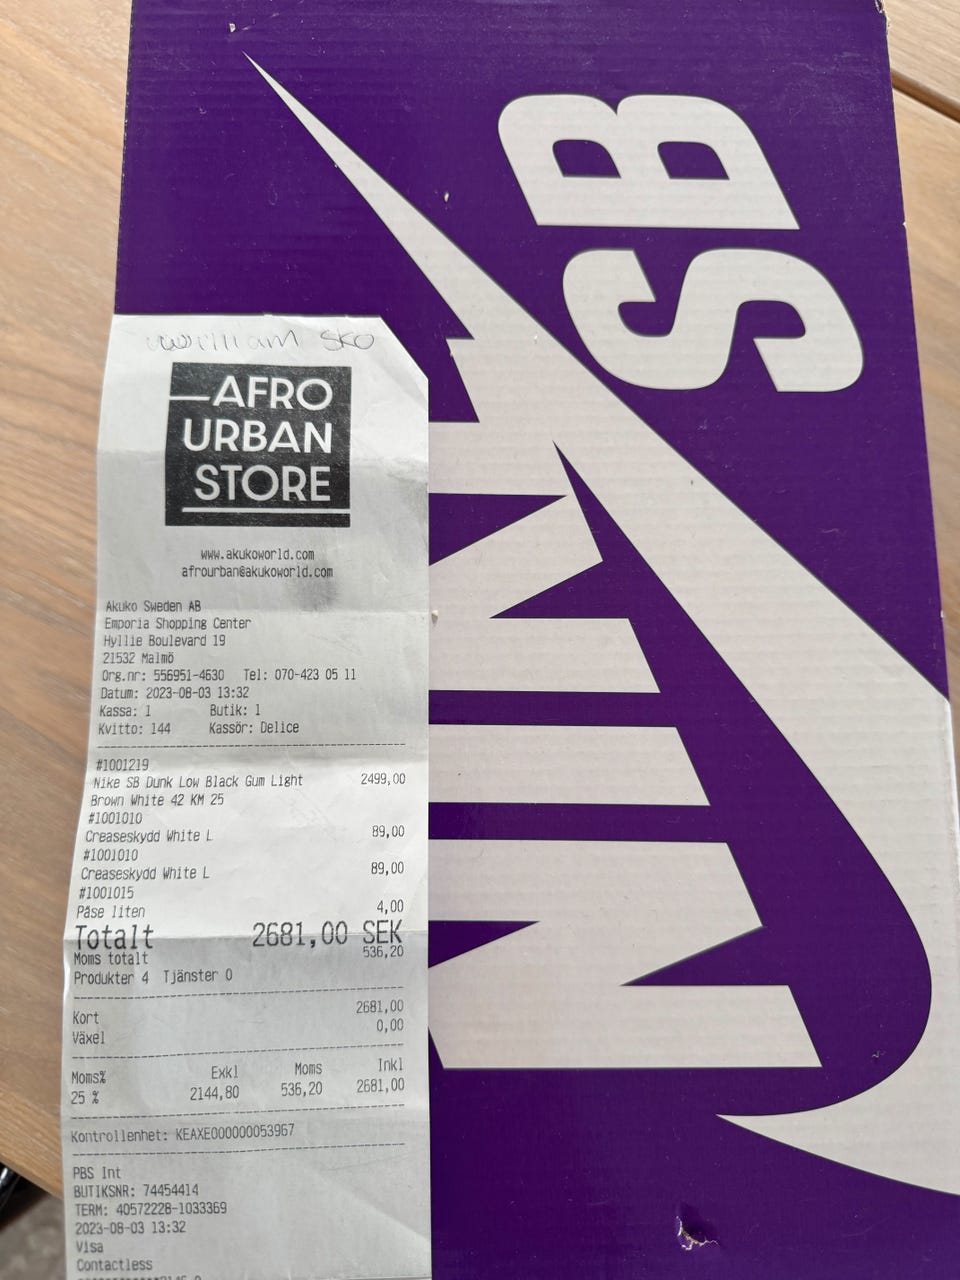 NIKE
SB
william sko
AFRO
URBAN
STORE
www.akukoworld.com
afrourban@akukoworld.com
Akuko Sweden AB
Emporia Shopping Center
Hyllie Boulevard 19
21532 Malmö
Org.nr: 556951-4630 Tel: 070-423 05 11
Datum: 2023-08-03 13:32
Kassa: 1 Butik: 1
Kvitto: 144 Kassör: Delice
#1001219
Nike SB Dunk Low Black Gum Light 2499,00
Brown White 42 KM 25
#1001010
Creaseskydd White L 89,00
#1001010
Creaseskydd White L 89,00
#1001015
Påse liten 4,00
Totalt 2681,00 SEK
Moms totalt 536,20
Produkter 4 Tjänster 0
Kort 2681,00
Växel 0,00
Moms% Exkl Moms Inkl
25 % 2144,80 536,20 2681,00
Kontrollenhet: KEAXE000000053967
PBS Int
BUTIKSNR: 74454414
TERM: 40572228-1033369
2023-08-03 13:32
Visa
Contactless